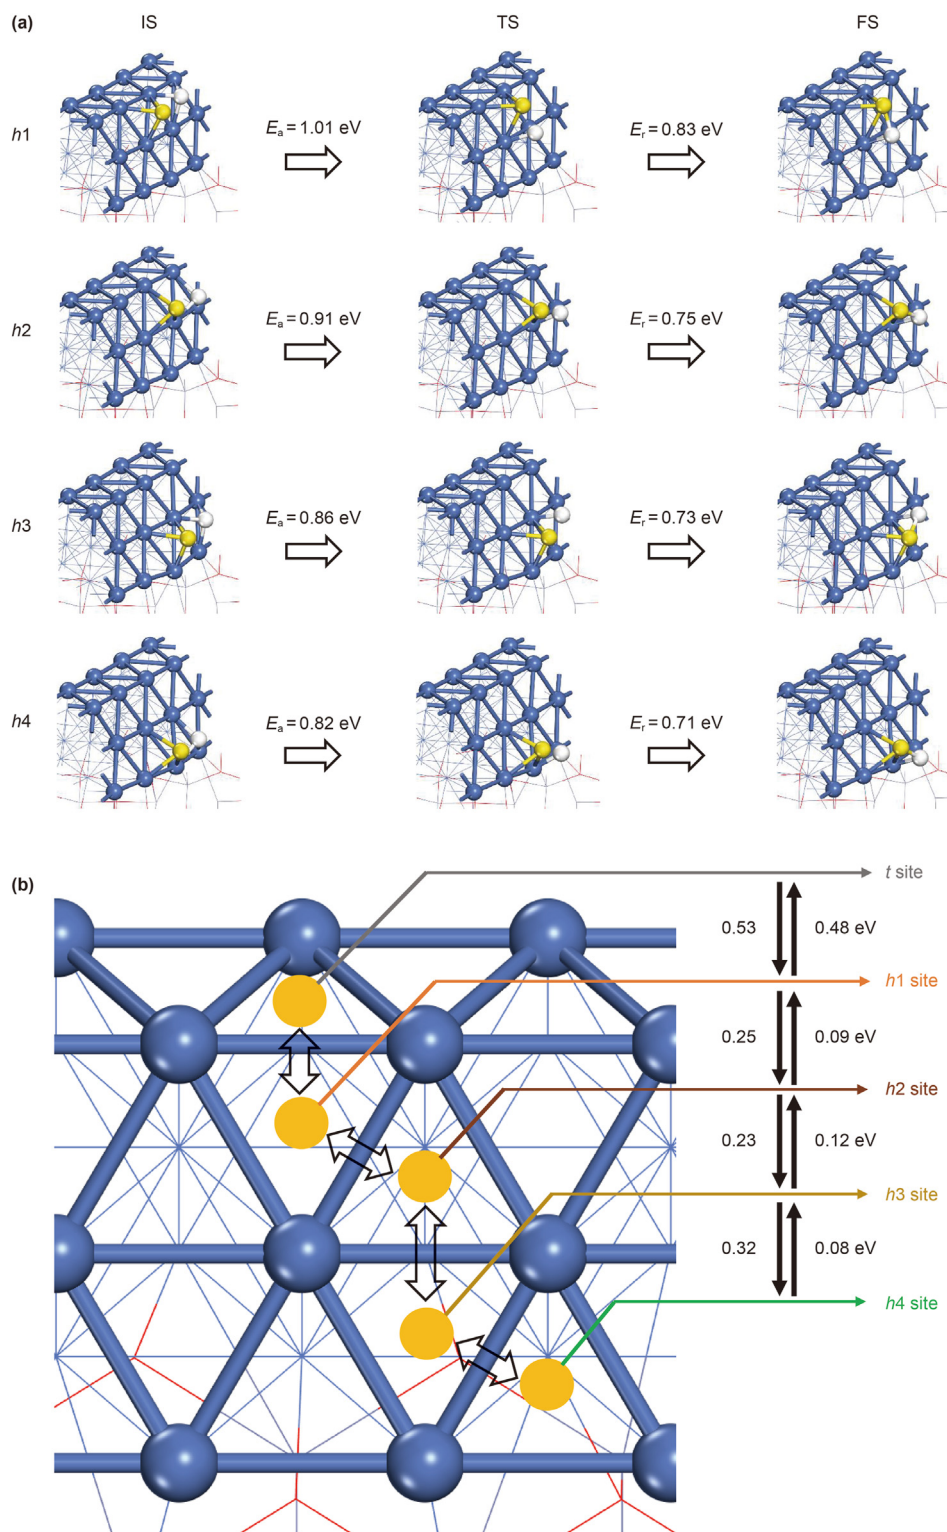 (a) IS TS FS
h1 Eₐ = 1.01 eV Eᵣ = 0.83 eV
h2 Eₐ = 0.91 eV Eᵣ = 0.75 eV
h3 Eₐ = 0.86 eV Eᵣ = 0.73 eV
h4 Eₐ = 0.82 eV Eᵣ = 0.71 eV
(b)
t site
0.53 0.48 eV
h1 site
0.25 0.09 eV
h2 site
0.23 0.12 eV
h3 site
0.32 0.08 eV
h4 site